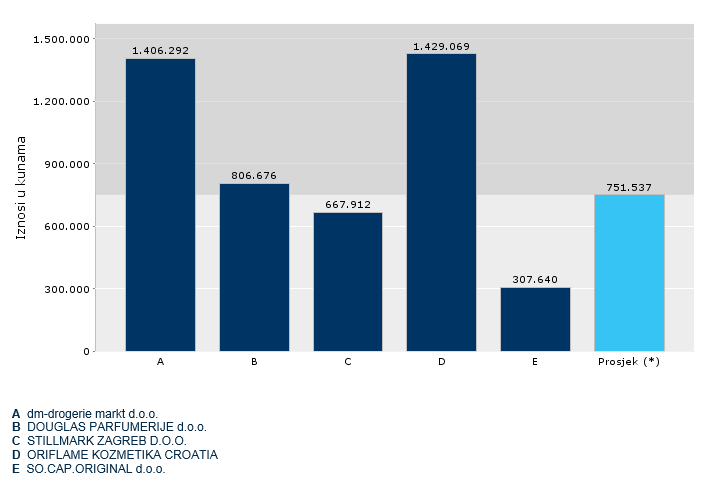 1.500.000
1.200.000
900.000
600.000
300.000
0
Iznosi u kunama
1.406.292
806.676
667.912
1.429.069
307.640
751.537
A B C D E Prosjek (*)
A dm-drogerie markt d.o.o.
B DOUGLAS PARFUMERIJE d.o.o.
C STILLMARK ZAGREB D.O.O.
D ORIFLAME KOZMETIKA CROATIA
E SO.CAP.ORIGINAL d.o.o.